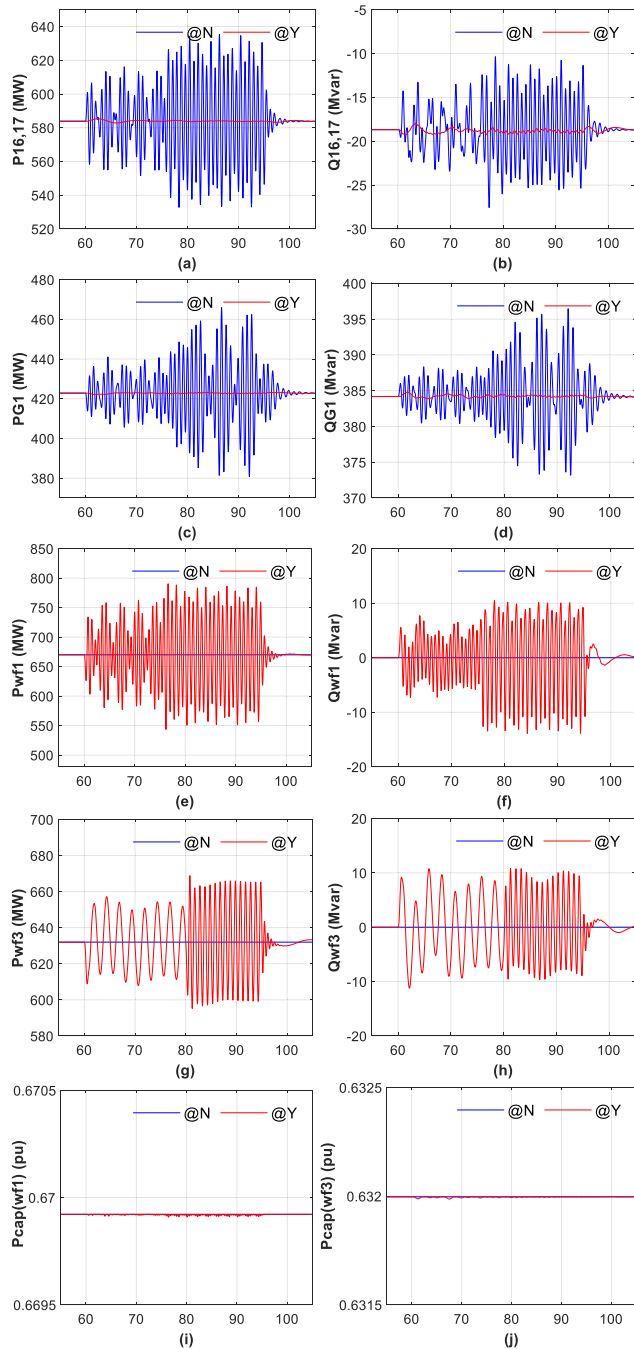 640
620
600
580
560
540
520
P16,17 (MW)
@N @Y
60 70 80 90 100
(a)
-5
-10
-15
-20
-25
-30
Q16,17 (Mvar)
@N @Y
60 70 80 90 100
(b)
480
460
440
420
400
380
PG1 (MW)
@N @Y
60 70 80 90 100
(c)
400
395
390
385
380
375
370
QG1 (Mvar)
@N @Y
60 70 80 90 100
(d)
850
800
750
700
650
600
550
500
Pwf1 (MW)
@N @Y
60 70 80 90 100
(e)
20
10
0
-10
-20
Qwf1 (Mvar)
@N @Y
60 70 80 90 100
(f)
700
680
660
640
620
600
580
Pwf3 (MW)
@N @Y
60 70 80 90 100
(g)
20
10
0
-10
-20
Qwf3 (Mvar)
@N @Y
60 70 80 90 100
(h)
0.6705
0.67
0.6695
Pcap(wf1) (pu)
@N @Y
60 70 80 90 100
(i)
0.6325
0.632
0.6315
Pcap(wf3) (pu)
@N @Y
60 70 80 90 100
(j)